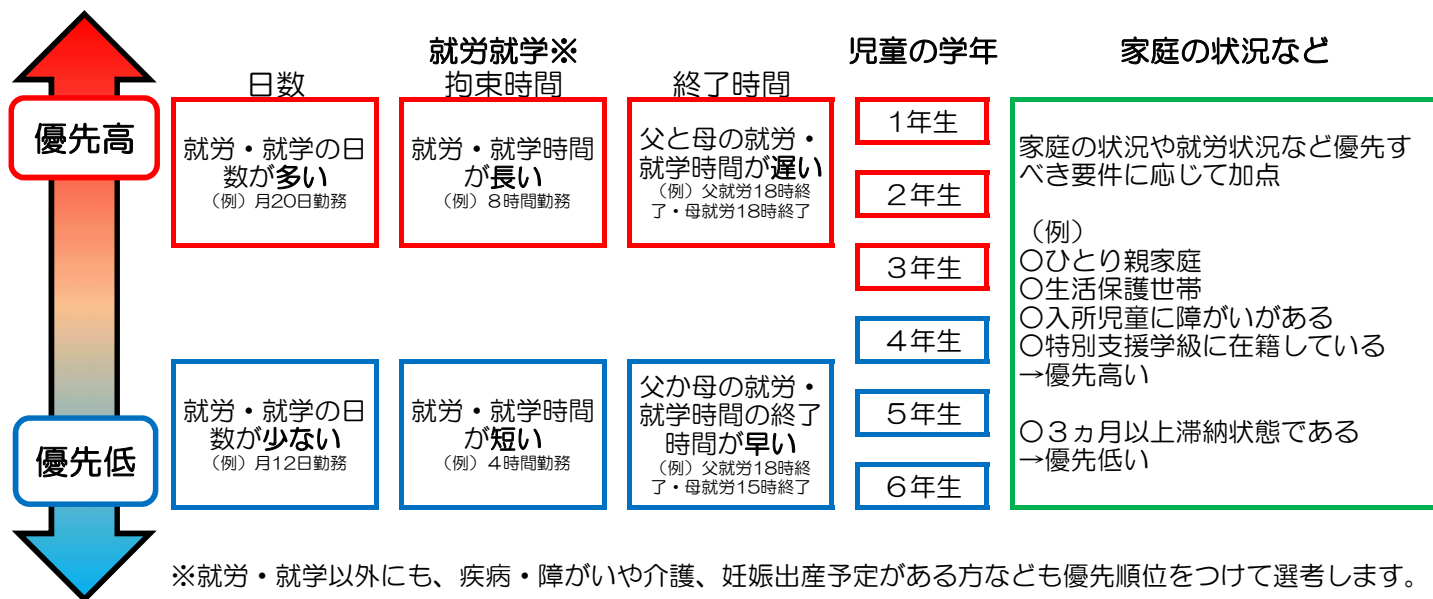 就労就学※
児童の学年
家庭の状況など
日数
拘束時間
終了時間
優先高
就労・就学の日
数が多い
(例)月20日勤務
就労・就学時間
が長い
(例)8時間勤務
父と母の就労・
就学時間が遅い
(例)父就労18時終
了・母就労18時終了
1年生
2年生
3年生
4年生
5年生
6年生
家庭の状況や就労状況など優先す
べき要件に応じて加点
(例)
○ひとり親家庭
○生活保護世帯
○入所児童に障がいがある
○特別支援学級に在籍している
→優先高い
○3ヵ月以上滞納状態である
→優先低い
優先低
就労・就学の日
数が少ない
(例)月12日勤務
就労・就学時間
が短い
(例)4時間勤務
父か母の就労・
就学時間の終了
時間が早い
(例)父就労18時終
了・母就労15時終了
※就労・就学以外にも、疾病・障がいや介護、妊娠出産予定がある方なども優先順位をつけて選考します。